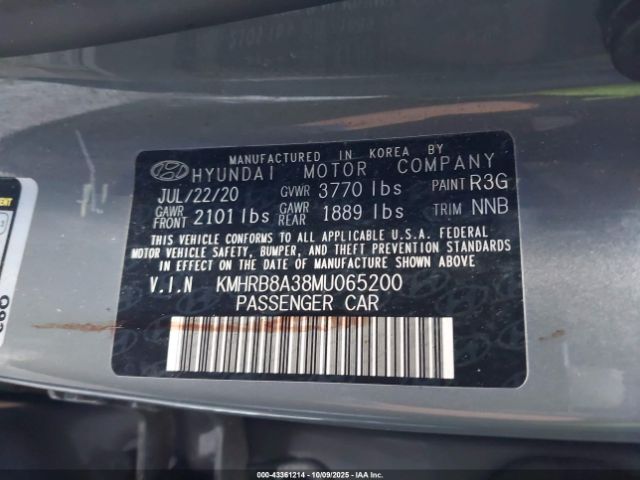 MANUFACTURED IN KOREA BY
HYUNDAI MOTOR COMPANY
JUL/22/20 GVWR 3770 lbs PAINT R3G
GAWR FRONT 2101 lbs GAWR REAR 1889 lbs TRIM NNB
THIS VEHICLE CONFORMS TO ALL APPLICABLE U.S.A. FEDERAL
MOTOR VEHICLE SAFETY, BUMPER, AND THEFT PREVENTION STANDARDS
IN EFFECT ON THE DATE OF MANUFACTURE SHOWN ABOVE.
V.I.N KMHRB8A38MU065200
PASSENGER CAR
000-43361214 - 10/09/2025 - IAAI.com